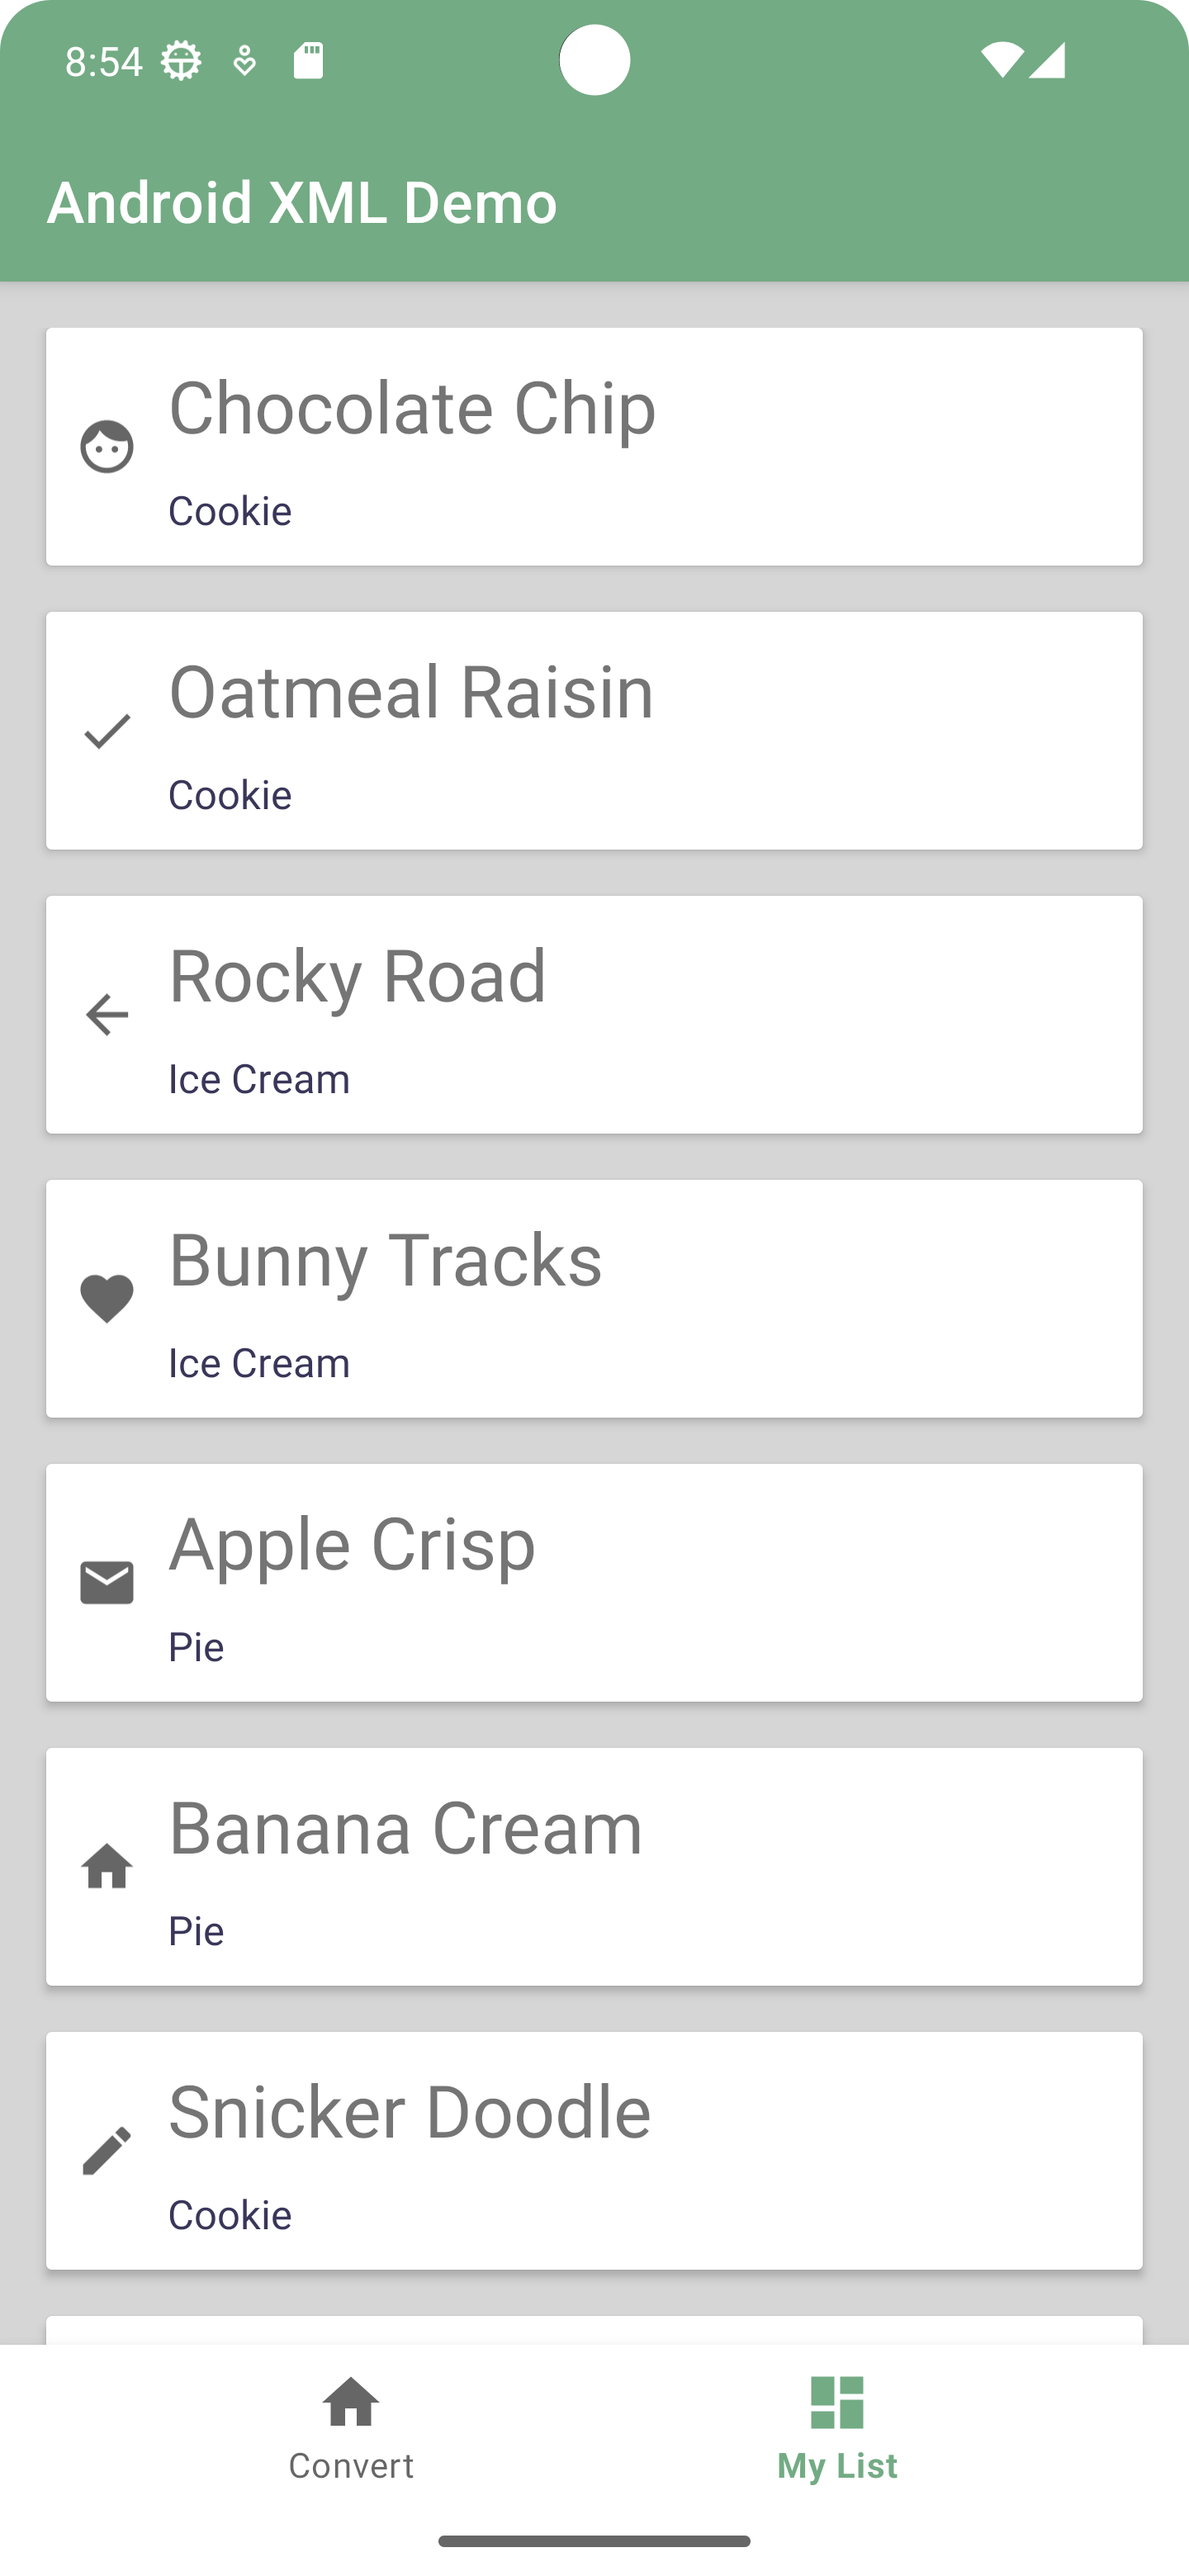 8:54
Android XML Demo
Chocolate Chip
Cookie
Oatmeal Raisin
Cookie
Rocky Road
Ice Cream
Bunny Tracks
Ice Cream
Apple Crisp
Pie
Banana Cream
Pie
Snicker Doodle
Cookie
Convert
My List